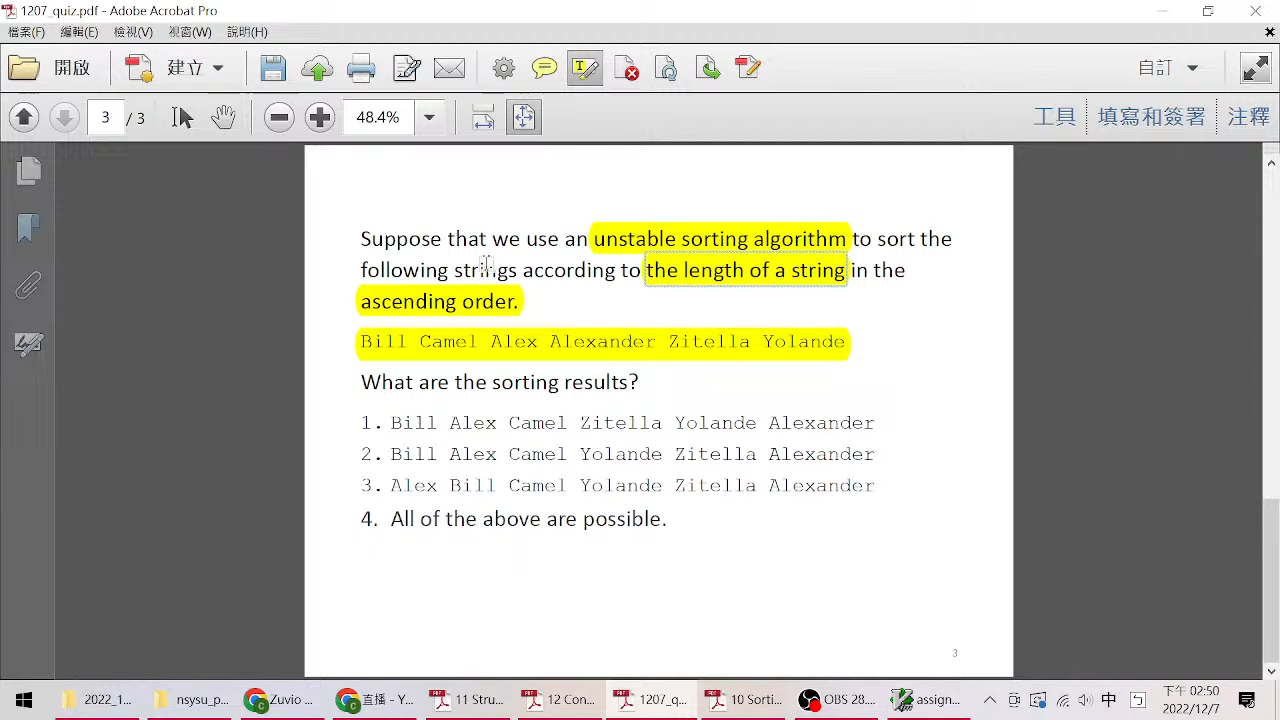 1207_quiz.pdf - Adobe Acrobat Pro
檔案(F) 編輯(E) 檢視(V) 視窗(W) 說明(H)
開啟 建立 自訂
3 / 3 48.4% 工具 填寫和簽署 注釋
Suppose that we use an unstable sorting algorithm to sort the
following strings according to the length of a string in the
ascending order.
Bill Camel Alex Alexander Zitella Yolande
What are the sorting results?
1. Bill Alex Camel Zitella Yolande Alexander
2. Bill Alex Camel Yolande Zitella Alexander
3. Alex Bill Camel Yolande Zitella Alexander
4. All of the above are possible.
3
2022_1... nsysu_p... Zuvio ... 直播 - Y... 11 Stru... 12 Con... 1207_q... 10 Sorti... OBS 28... assign... 中 下午 02:50
2022/12/7